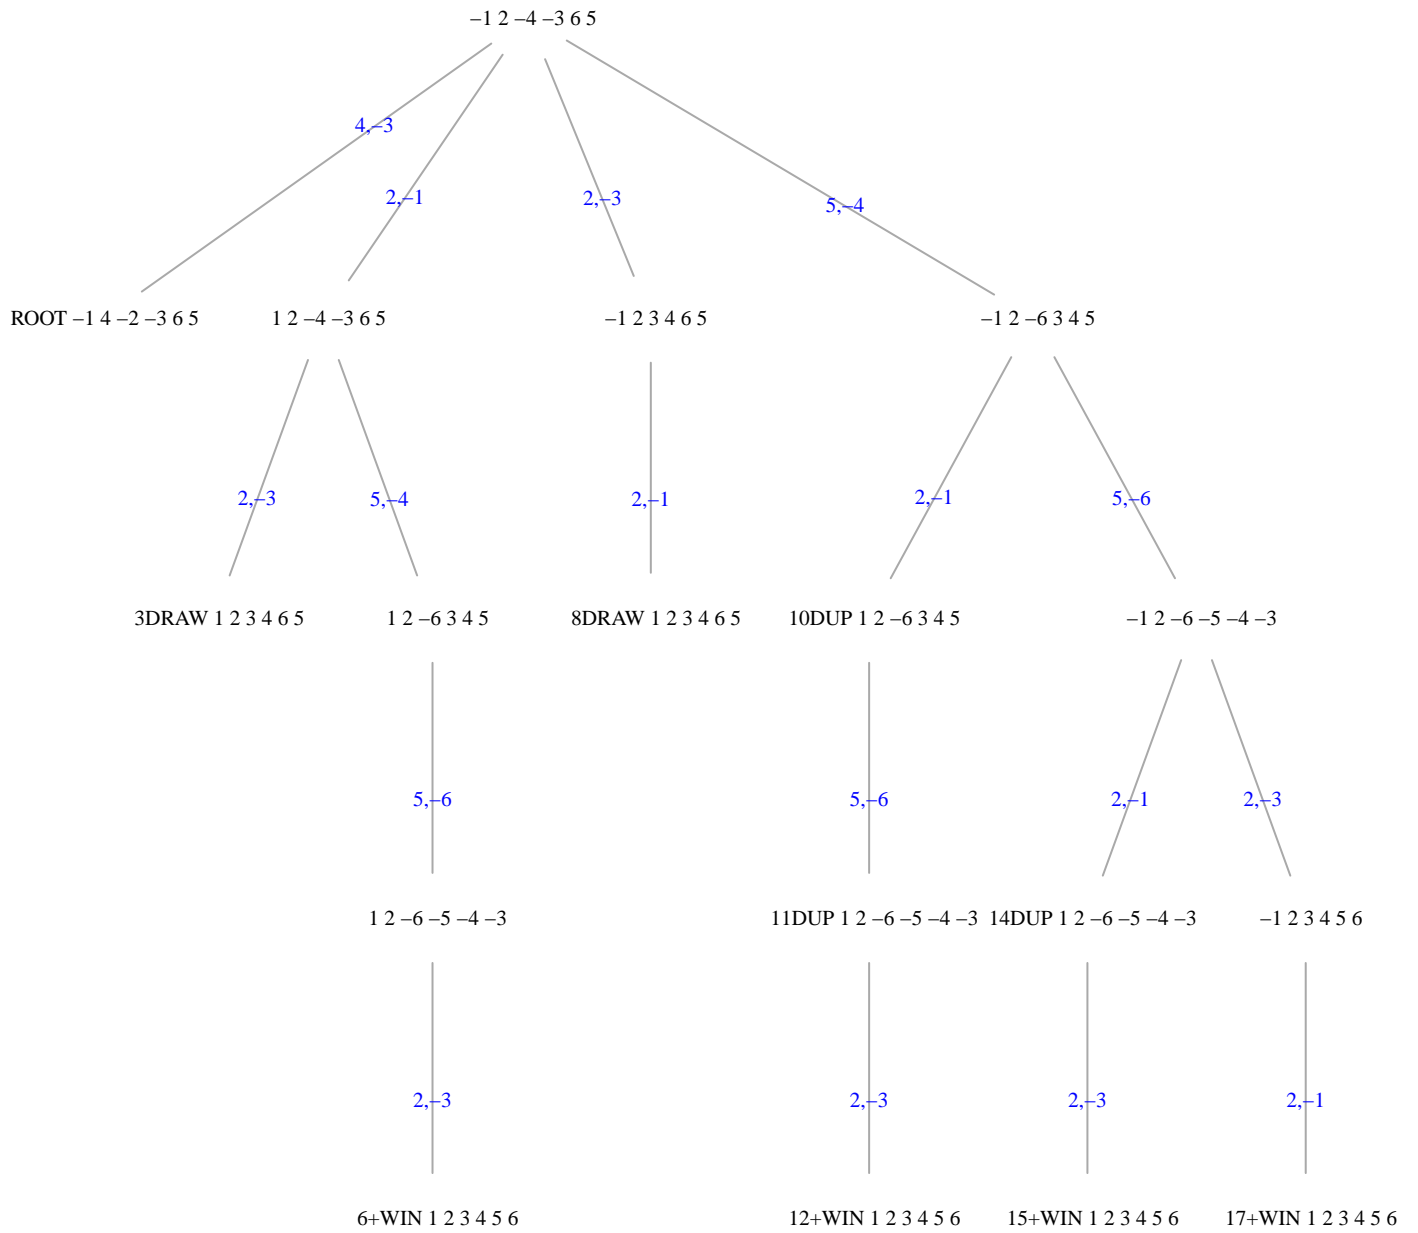 –1 2 –4 –3 6 5
4,–3
2,–1
2,–3
5,–4
ROOT –1 4 –2 –3 6 5
1 2 –4 –3 6 5
–1 2 3 4 6 5
–1 2 –6 3 4 5
2,–3
5,–4
2,–1
2,–1
5,–6
3DRAW 1 2 3 4 6 5
1 2 –6 3 4 5
8DRAW 1 2 3 4 6 5
10DUP 1 2 –6 3 4 5
–1 2 –6 –5 –4 –3
5,–6
5,–6
2,–1
2,–3
1 2 –6 –5 –4 –3
11DUP 1 2 –6 –5 –4 –3
14DUP 1 2 –6 –5 –4 –3
–1 2 3 4 5 6
2,–3
2,–3
2,–3
2,–1
6+WIN 1 2 3 4 5 6
12+WIN 1 2 3 4 5 6
15+WIN 1 2 3 4 5 6
17+WIN 1 2 3 4 5 6